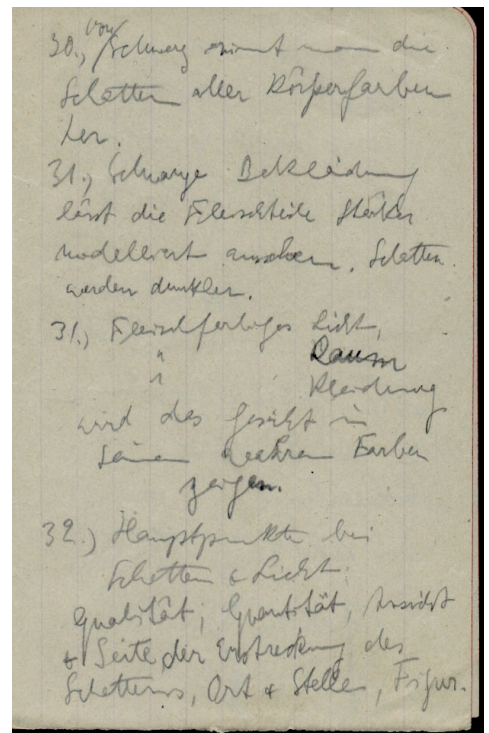 30., von
Schwarz nimmt man die
Schatten aller Körperfarben
her.
31., Schwarze Bekleidung
lässt die Fleischteile stärker
modelliert aussehen. Schatten
werden dunkler.
31.) Fleischfarbiges Licht,
" Raum
" Kleidung
wird das Gesicht in
seinen wahren Farben
zeigen.
32.) Hauptpunkte bei
Schatten & Licht.
Qualität, Quantität,
& Seite, der Erstreckung des
Schattens, Ort & Stelle, Figur.